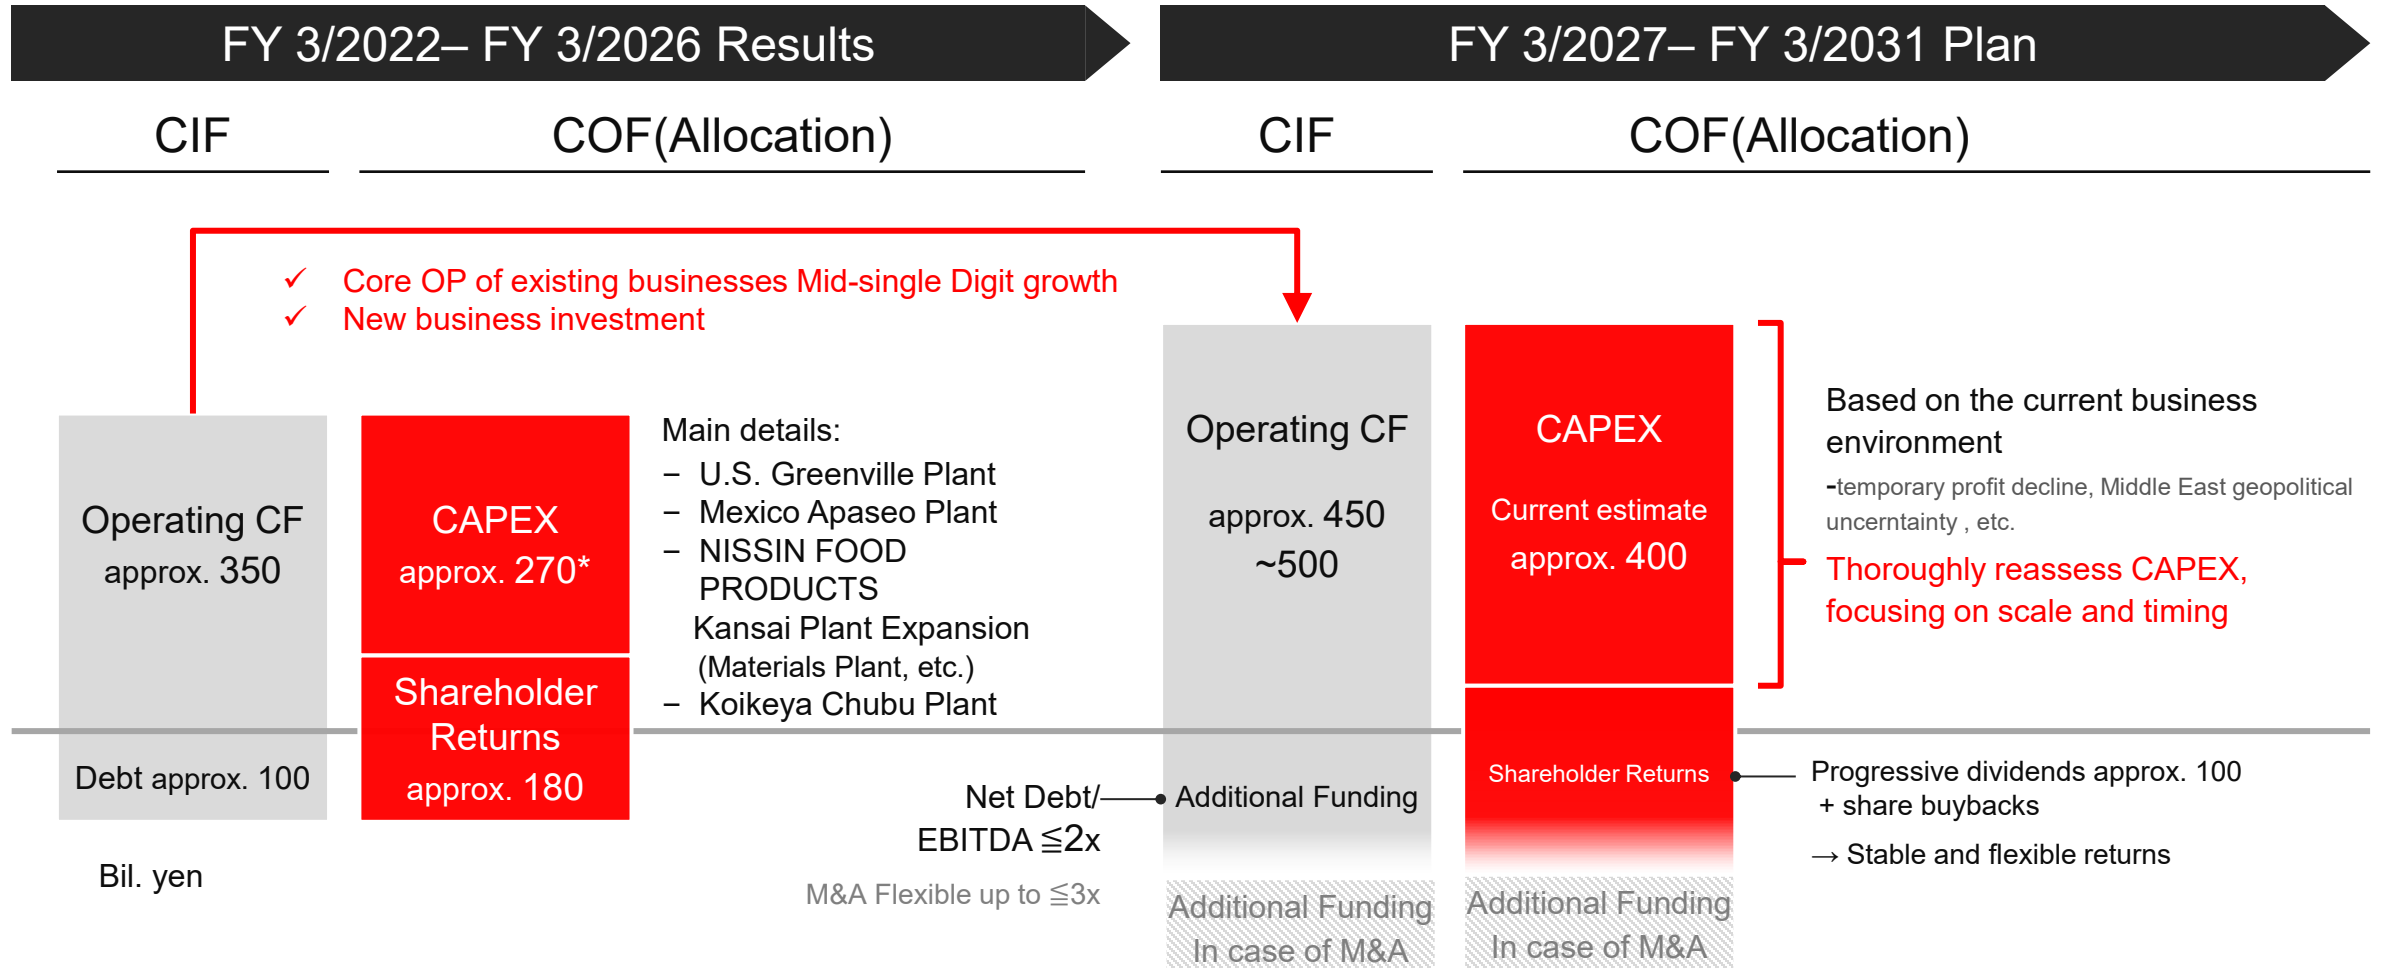 FY 3/2022– FY 3/2026 Results
FY 3/2027– FY 3/2031 Plan
CIF
COF(Allocation)
CIF
COF(Allocation)
✓ Core OP of existing businesses Mid-single Digit growth
✓ New business investment
Operating CF
approx. 350
Debt approx. 100
CAPEX
approx. 270*
Shareholder
Returns
approx. 180
Main details:
– U.S. Greenville Plant
– Mexico Apaseo Plant
– NISSIN FOOD
PRODUCTS
Kansai Plant Expansion
(Materials Plant, etc.)
– Koikeya Chubu Plant
Bil. yen
Net Debt/
EBITDA ≦2x
M&A Flexible up to ≦3x
Operating CF
approx. 450
~500
Additional Funding
Additional Funding
In case of M&A
CAPEX
Current estimate
approx. 400
Shareholder Returns
Additional Funding
In case of M&A
Based on the current business
environment
-temporary profit decline, Middle East geopolitical
uncerntainty , etc.
Thoroughly reassess CAPEX,
focusing on scale and timing
Progressive dividends approx. 100
+ share buybacks
→ Stable and flexible returns